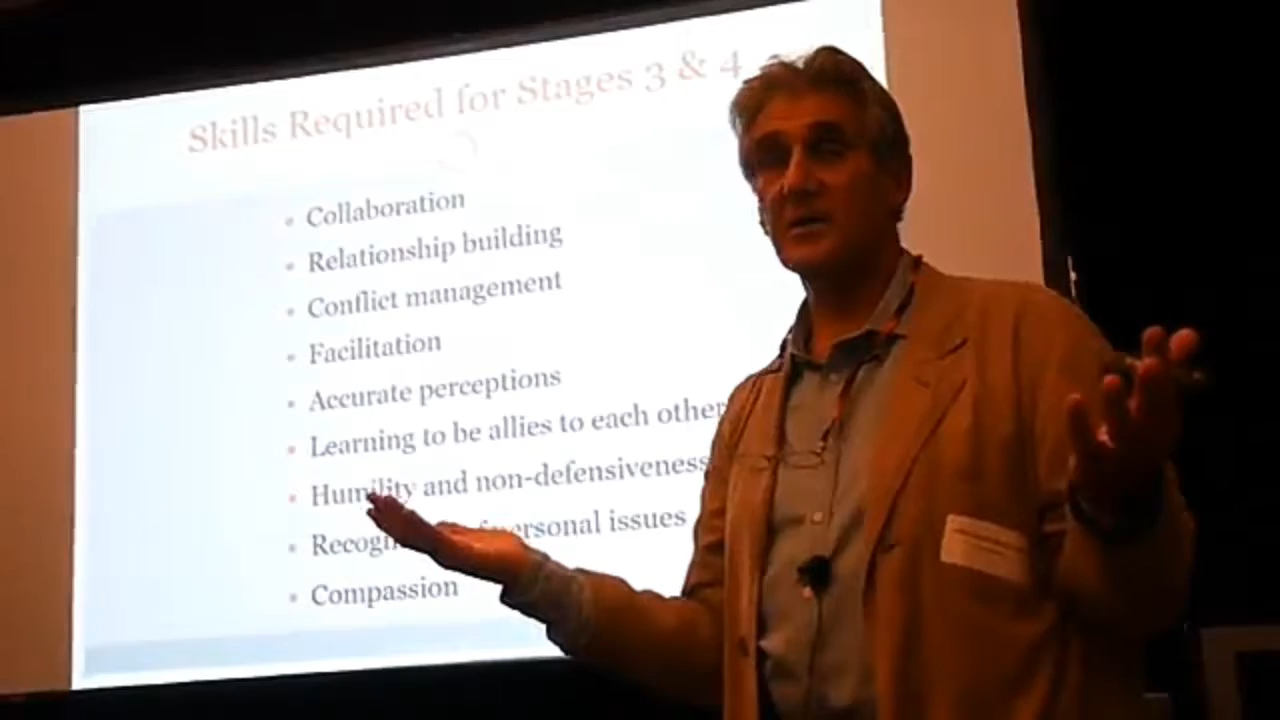 Skills Required for Stages 3 & 4
Collaboration
Relationship building
Conflict management
Facilitation
Accurate perceptions
Learning to be allies to each other
Humility and non-defensiveness
personal issues
Compassion